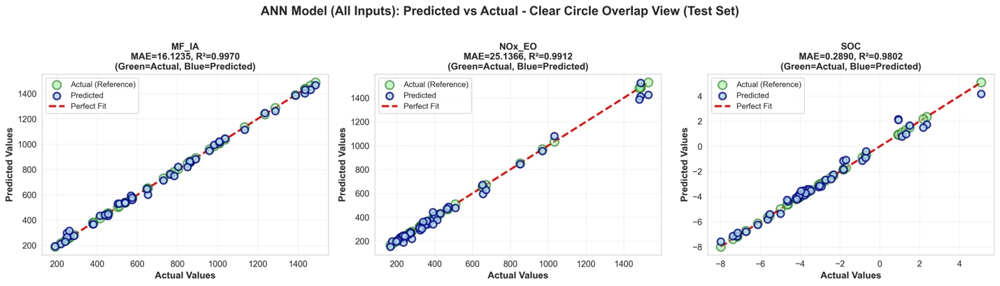 ANN Model (All Inputs): Predicted vs Actual - Clear Circle Overlap View (Test Set)
MF_IA
MAE=16.1235, R²=0.9970
(Green=Actual, Blue=Predicted)
Actual (Reference)
Predicted
Perfect Fit
Predicted Values
1400
1200
1000
800
600
400
200
200 400 600 800 1000 1200 1400
Actual Values
NOx_EO
MAE=25.1366, R²=0.9912
(Green=Actual, Blue=Predicted)
Actual (Reference)
Predicted
Perfect Fit
Predicted Values
1400
1200
1000
800
600
400
200
200 400 600 800 1000 1200 1400
Actual Values
SOC
MAE=0.2890, R²=0.9802
(Green=Actual, Blue=Predicted)
Actual (Reference)
Predicted
Perfect Fit
Predicted Values
4
2
0
−2
−4
−6
−8
−8 −6 −4 −2 0 2 4
Actual Values